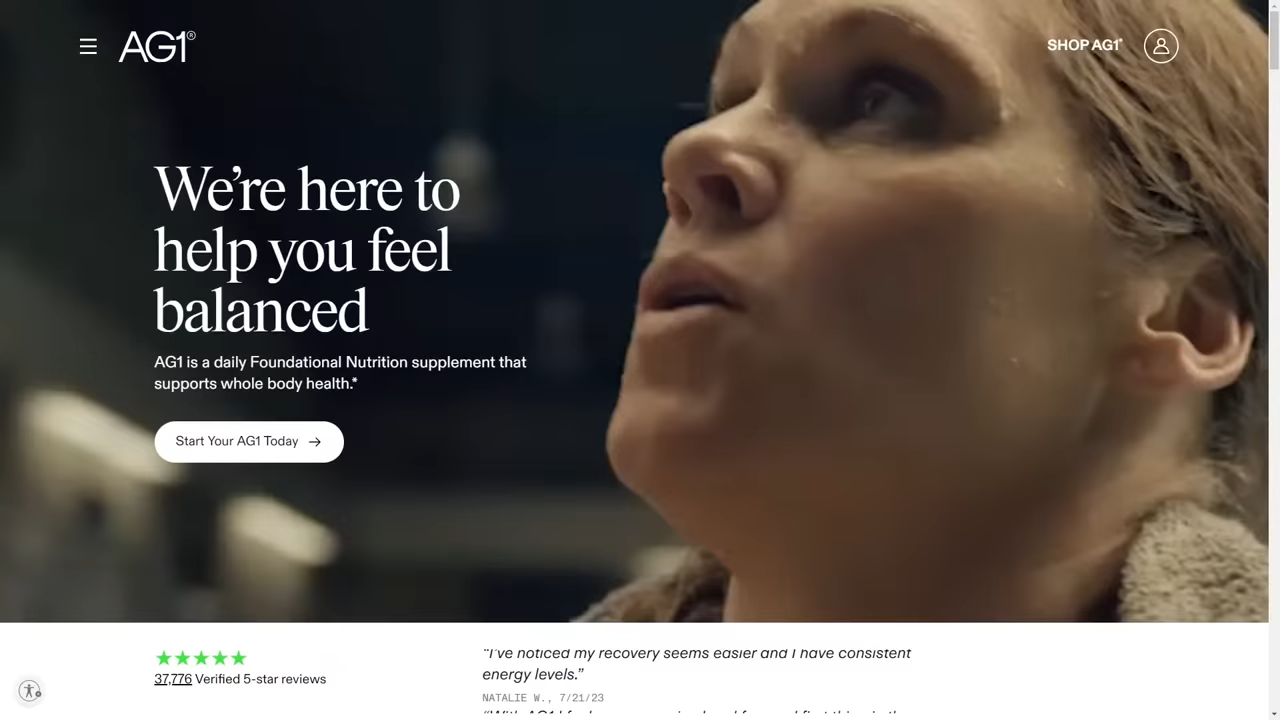 AG1®
SHOP AG1*
We're here to
help you feel
balanced
AG1 is a daily Foundational Nutrition supplement that
supports whole body health.*
Start Your AG1 Today →
★★★★★
37,776 Verified 5-star reviews
“I've noticed my recovery seems easier and I have consistent
energy levels.”
NATALIE W., 7/21/23